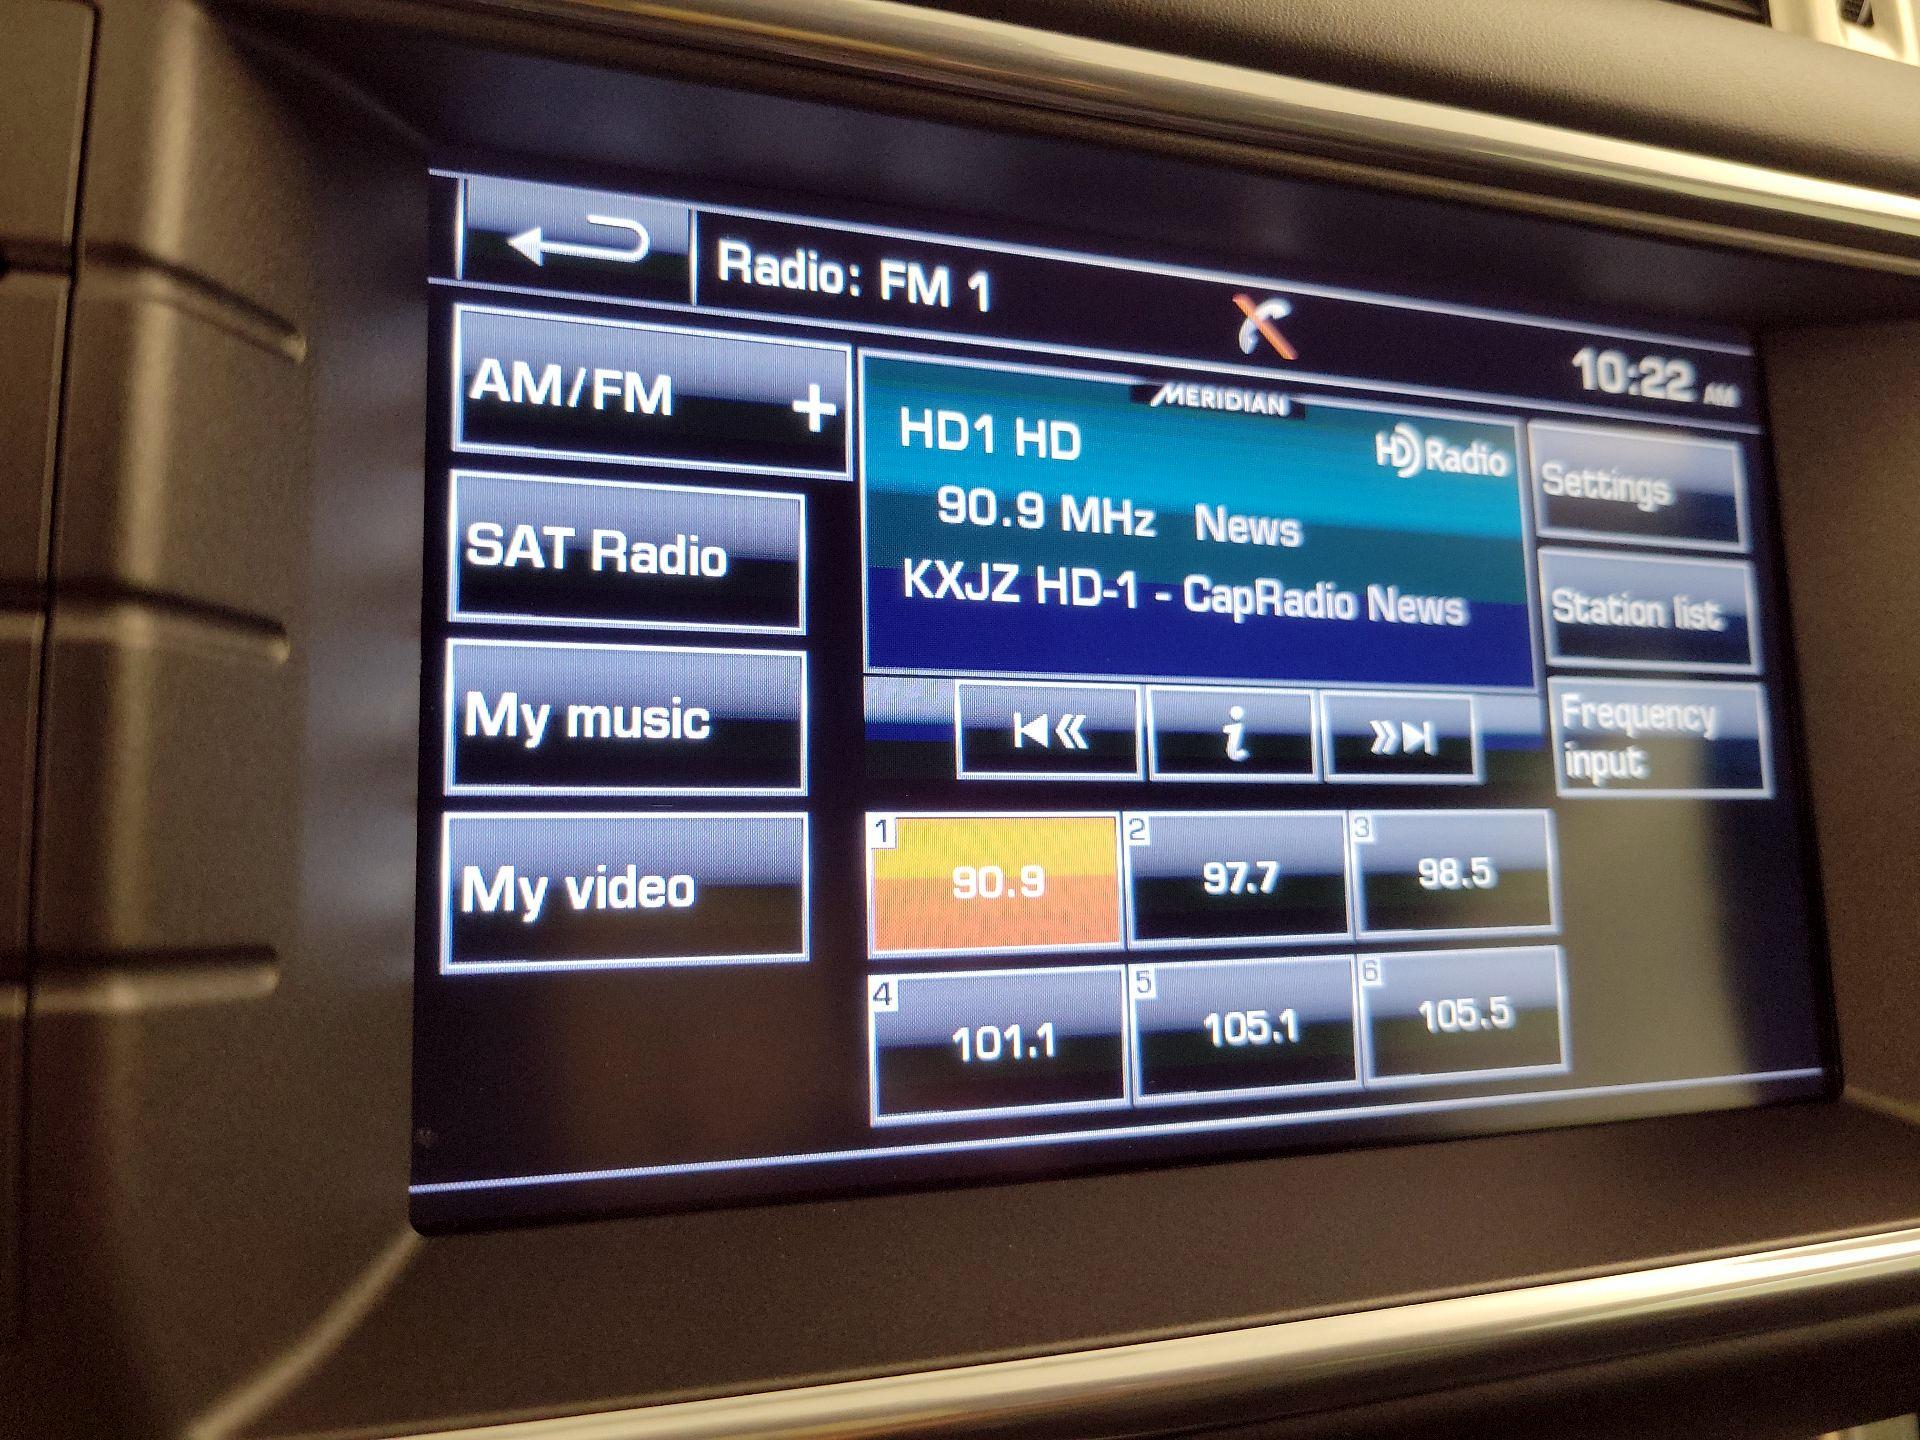 Radio: FM 1
10:22 AM
AM/FM +
SAT Radio
My music
My video
MERIDIAN
HD1 HD
HD Radio
90.9 MHz News
KXJZ HD-1 - CapRadio News
i
Settings
Station list
Frequency
input
1 90.9
2 97.7
3 98.5
4 101.1
5 105.1
6 105.5